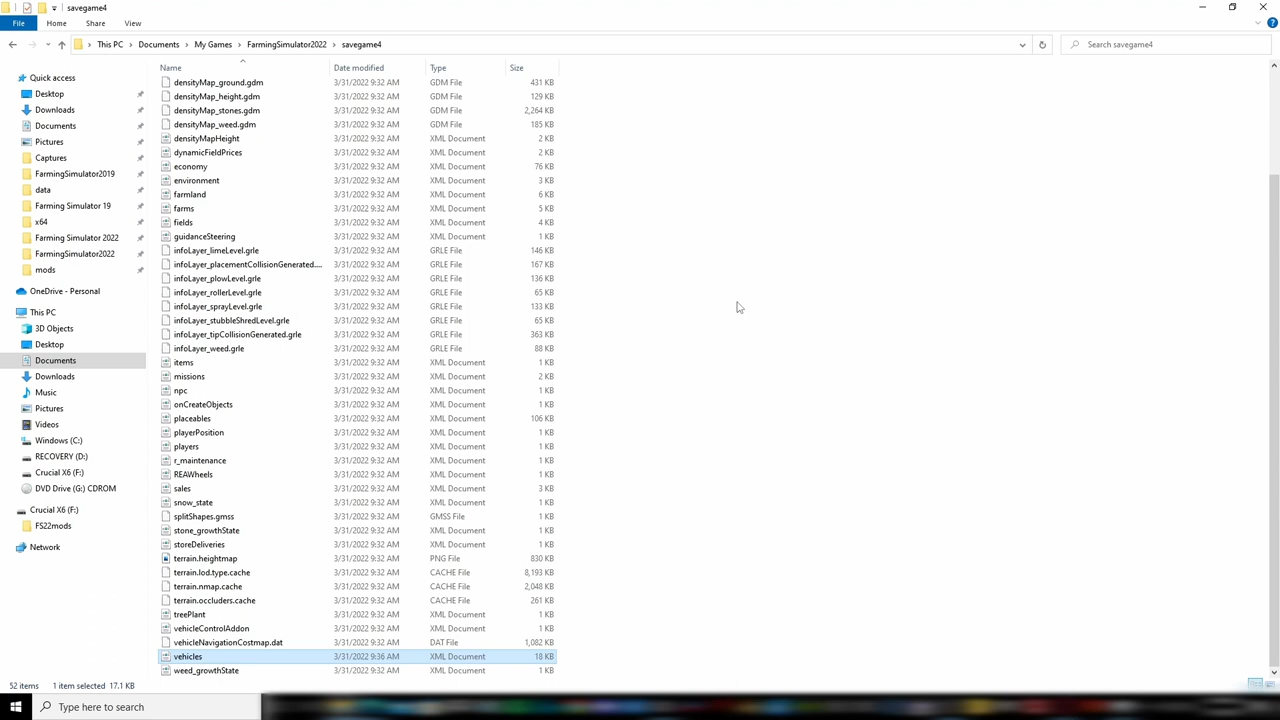 savegame4
File Home Share View
This PC Documents My Games FarmingSimulator2022 savegame4
Search savegame4
Name Date modified Type Size
Quick access
Desktop
Downloads
Documents
Pictures
Captures
FarmingSimulator2019
data
Farming Simulator 19
x64
Farming Simulator 2022
FarmingSimulator2022
mods
OneDrive - Personal
This PC
3D Objects
Desktop
Documents
Downloads
Music
Pictures
Videos
Windows (C:)
RECOVERY (D:)
Crucial X6 (F:)
DVD Drive (G:) CDROM
Crucial X6 (F:)
FS22mods
Network
densityMap_ground.gdm 3/31/2022 9:32 AM GDM File 431 KB
densityMap_height.gdm 3/31/2022 9:32 AM GDM File 129 KB
densityMap_stones.gdm 3/31/2022 9:32 AM GDM File 2,264 KB
densityMap_weed.gdm 3/31/2022 9:32 AM GDM File 185 KB
densityMapHeight 3/31/2022 9:32 AM XML Document 2 KB
dynamicFieldPrices 3/31/2022 9:32 AM XML Document 2 KB
economy 3/31/2022 9:32 AM XML Document 76 KB
environment 3/31/2022 9:32 AM XML Document 3 KB
farmland 3/31/2022 9:32 AM XML Document 6 KB
farms 3/31/2022 9:32 AM XML Document 5 KB
fields 3/31/2022 9:32 AM XML Document 4 KB
guidanceSteering 3/31/2022 9:32 AM XML Document 1 KB
infoLayer_limeLevel.grle 3/31/2022 9:32 AM GRLE File 146 KB
infoLayer_placementCollisionGenerated.... 3/31/2022 9:32 AM GRLE File 167 KB
infoLayer_plowLevel.grle 3/31/2022 9:32 AM GRLE File 136 KB
infoLayer_rollerLevel.grle 3/31/2022 9:32 AM GRLE File 65 KB
infoLayer_sprayLevel.grle 3/31/2022 9:32 AM GRLE File 133 KB
infoLayer_stubbleShredLevel.grle 3/31/2022 9:32 AM GRLE File 65 KB
infoLayer_tipCollisionGenerated.grle 3/31/2022 9:32 AM GRLE File 363 KB
infoLayer_weed.grle 3/31/2022 9:32 AM GRLE File 88 KB
items 3/31/2022 9:32 AM XML Document 1 KB
missions 3/31/2022 9:32 AM XML Document 2 KB
npc 3/31/2022 9:32 AM XML Document 1 KB
onCreateObjects 3/31/2022 9:32 AM XML Document 1 KB
placeables 3/31/2022 9:32 AM XML Document 106 KB
playerPosition 3/31/2022 9:32 AM XML Document 1 KB
players 3/31/2022 9:32 AM XML Document 1 KB
r_maintenance 3/31/2022 9:32 AM XML Document 1 KB
REAWheels 3/31/2022 9:32 AM XML Document 1 KB
sales 3/31/2022 9:32 AM XML Document 3 KB
snow_state 3/31/2022 9:32 AM XML Document 1 KB
splitShapes.gmss 3/31/2022 9:32 AM GMSS File 1 KB
stone_growthState 3/31/2022 9:32 AM XML Document 1 KB
storeDeliveries 3/31/2022 9:32 AM XML Document 1 KB
terrain.heightmap 3/31/2022 9:32 AM PNG File 830 KB
terrain.lod.type.cache 3/31/2022 9:32 AM CACHE File 8,193 KB
terrain.nmap.cache 3/31/2022 9:32 AM CACHE File 2,048 KB
terrain.occluders.cache 3/31/2022 9:32 AM CACHE File 261 KB
treePlant 3/31/2022 9:32 AM XML Document 1 KB
vehicleControlAddon 3/31/2022 9:32 AM XML Document 1 KB
vehicleNavigationCostmap.dat 3/31/2022 9:32 AM DAT File 1,082 KB
vehicles 3/31/2022 9:36 AM XML Document 18 KB
weed_growthState 3/31/2022 9:32 AM XML Document 1 KB
52 items 1 item selected 17.1 KB
Type here to search